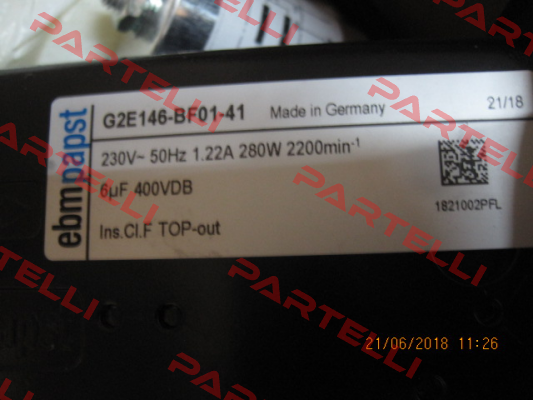 PARTELLI
PARTELLI
PARTELLI
ebmpapst
G2E146-BF01-41 Made in Germany 21/18
230V~ 50Hz 1.22A 280W 2200min-1
6µF 400VDB
1821002PFL
Ins.Cl.F TOP-out
PARTELLI
PARTELLI
21/06/2018 11:26